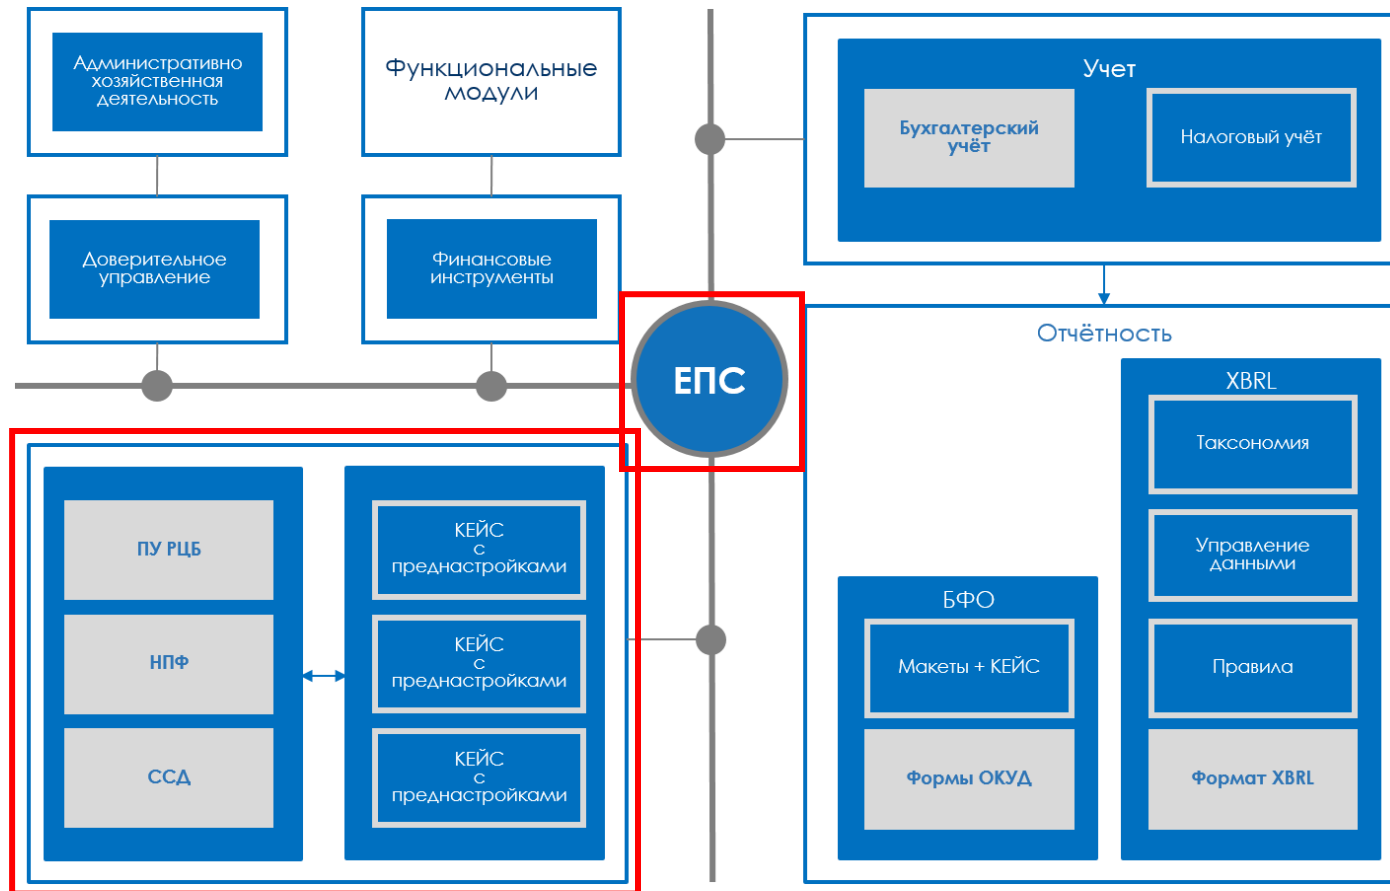 Административно
хозяйственная
деятельность
Функциональные
модули
Доверительное
управление
Финансовые
инструменты
ЕПС
Учет
Бухгалтерский
учёт
Налоговый учёт
ПУ РЦБ
НПФ
ССД
КЕЙС
с
преднастройками
КЕЙС
с
преднастройками
КЕЙС
с
преднастройками
Отчётность
БФО
Макеты + КЕЙС
Формы ОКУД
XBRL
Таксономия
Управление
данными
Правила
Формат XBRL